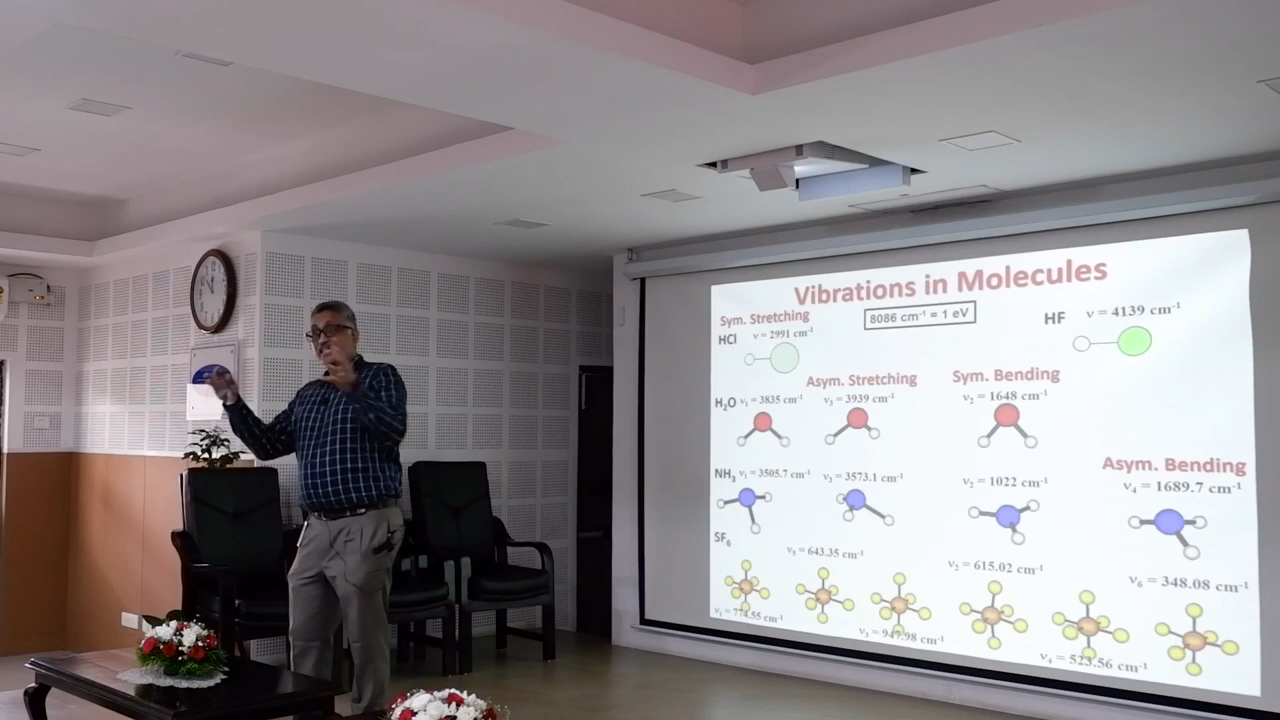 Vibrations in Molecules
Sym. Stretching
8086 cm⁻¹ = 1 eV
HCl ν = 2991 cm⁻¹
HF ν = 4139 cm⁻¹
Asym. Stretching
Sym. Bending
H₂O ν₁ = 3835 cm⁻¹
ν₃ = 3939 cm⁻¹
ν₂ = 1648 cm⁻¹
Asym. Bending
NH₃ ν₁ = 3505.7 cm⁻¹
ν₃ = 3573.1 cm⁻¹
ν₂ = 1022 cm⁻¹
ν₄ = 1689.7 cm⁻¹
SF₆
ν₅ = 643.35 cm⁻¹
ν₂ = 615.02 cm⁻¹
ν₆ = 348.08 cm⁻¹
ν₁ = 774.55 cm⁻¹
ν₃ = 947.98 cm⁻¹
ν₄ = 523.56 cm⁻¹